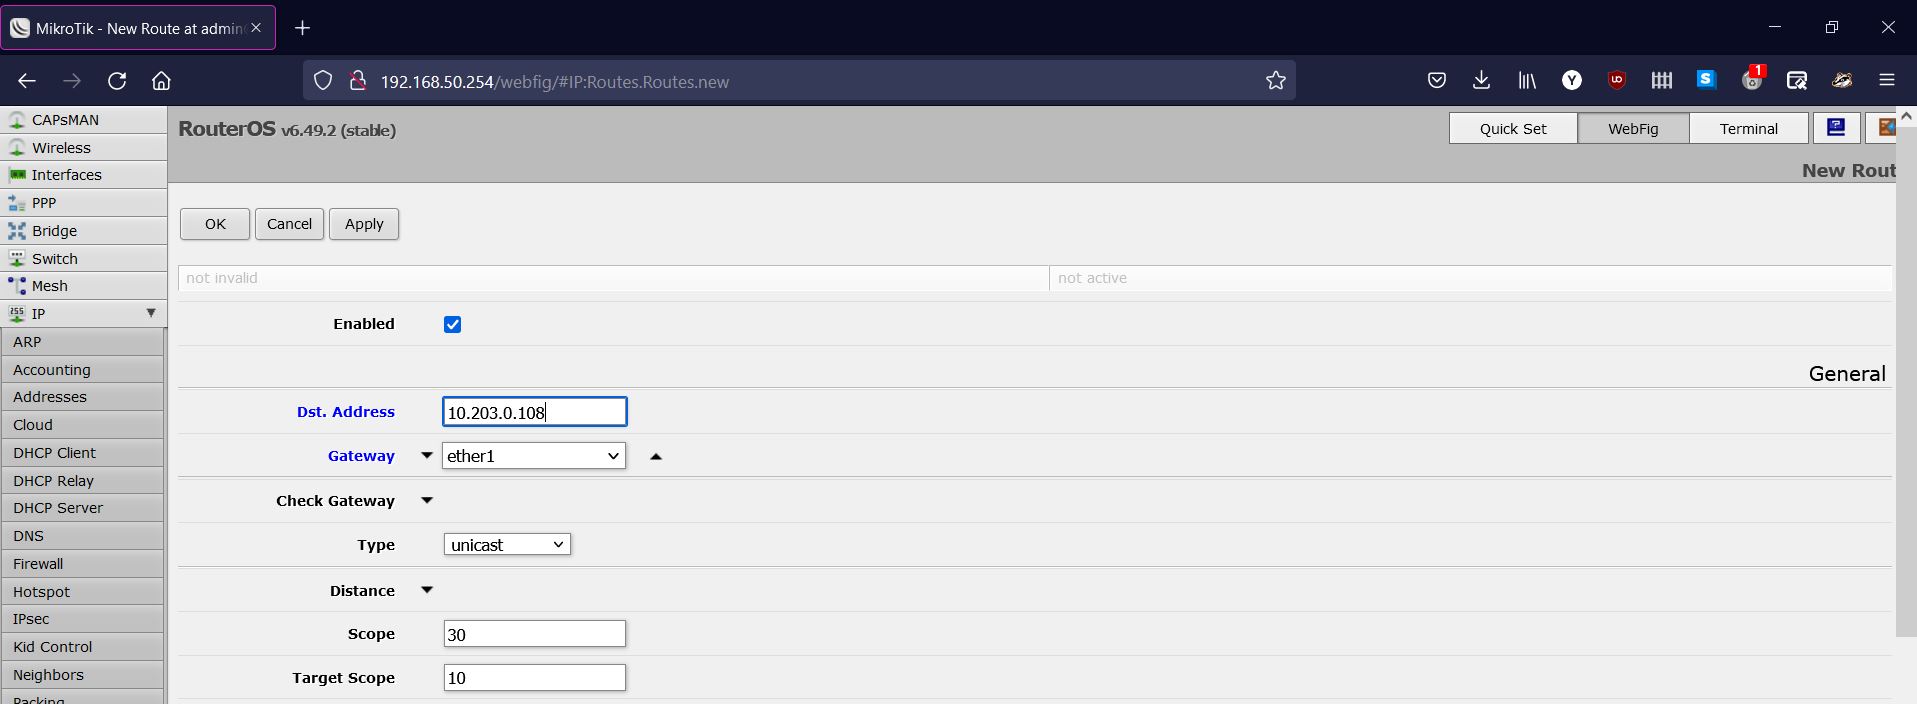 MikroTik - New Route at admin
192.168.50.254/webfig/#IP:Routes.Routes.new
1
CAPsMAN
Wireless
Interfaces
PPP
Bridge
Switch
Mesh
IP
ARP
Accounting
Addresses
Cloud
DHCP Client
DHCP Relay
DHCP Server
DNS
Firewall
Hotspot
IPsec
Kid Control
Neighbors
Packing
RouterOS v6.49.2 (stable)
Quick Set WebFig Terminal
New Rout
OK Cancel Apply
not invalid not active
Enabled
General
Dst. Address 10.203.0.108
Gateway ether1
Check Gateway
Type unicast
Distance
Scope 30
Target Scope 10